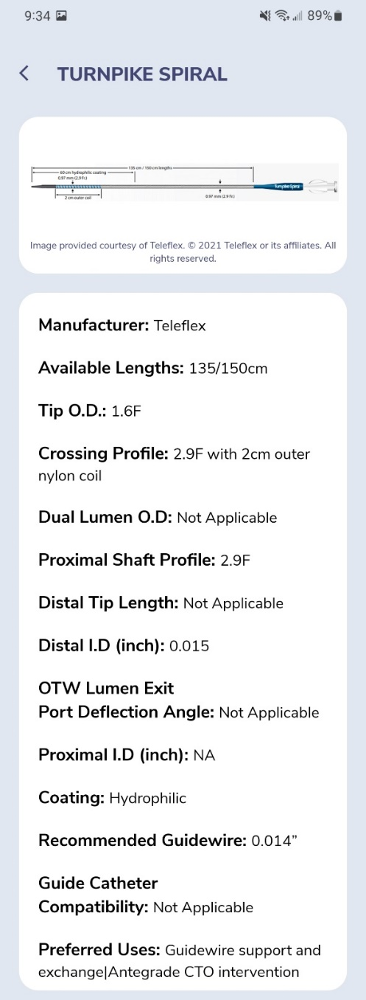 9:34
89%
TURNPIKE SPIRAL
135 cm / 150 cm lengths
60 cm hydrophilic coating
0.97 mm (2.9 Fr.)
Turnpike Spiral
2 cm outer coil
0.97 mm (2.9 Fr.)
Image provided courtesy of Teleflex. © 2021 Teleflex or its affiliates. All
rights reserved.
Manufacturer: Teleflex
Available Lengths: 135/150cm
Tip O.D.: 1.6F
Crossing Profile: 2.9F with 2cm outer
nylon coil
Dual Lumen O.D: Not Applicable
Proximal Shaft Profile: 2.9F
Distal Tip Length: Not Applicable
Distal I.D (inch): 0.015
OTW Lumen Exit
Port Deflection Angle: Not Applicable
Proximal I.D (inch): NA
Coating: Hydrophilic
Recommended Guidewire: 0.014”
Guide Catheter
Compatibility: Not Applicable
Preferred Uses: Guidewire support and
exchange|Antegrade CTO intervention